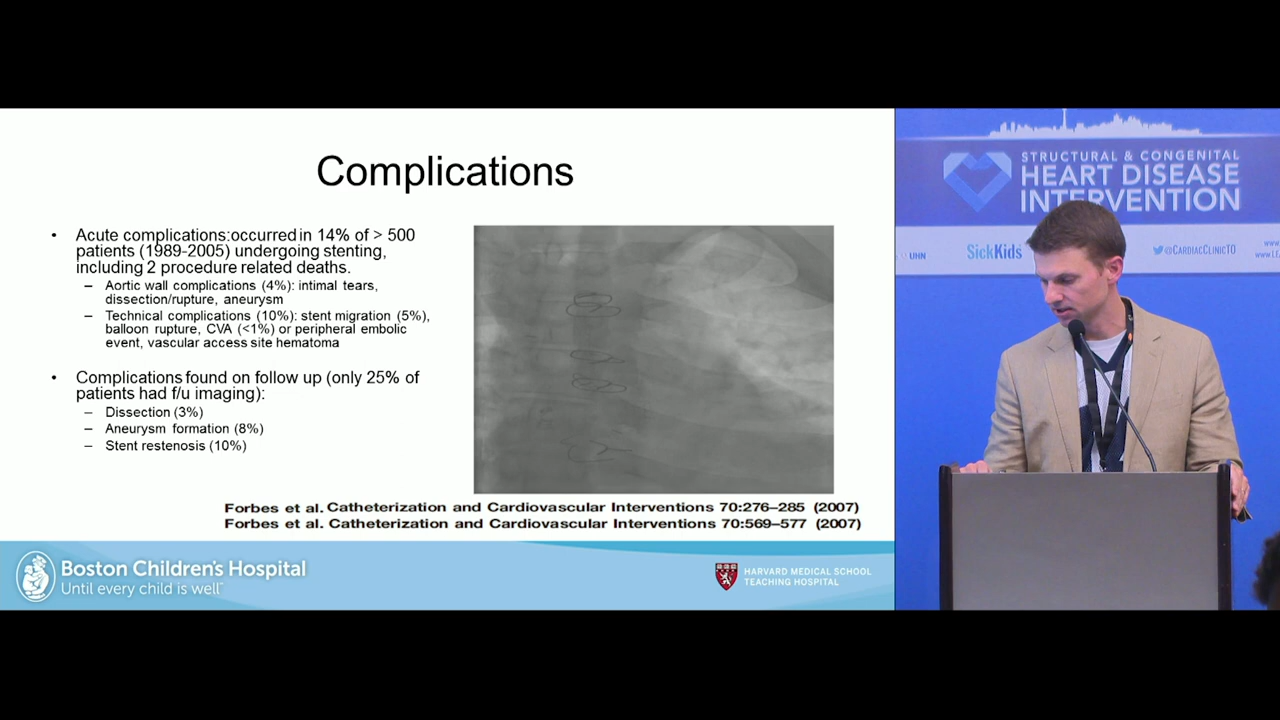 Complications
• Acute complications:occurred in 14% of > 500
patients (1989-2005) undergoing stenting,
including 2 procedure related deaths.
– Aortic wall complications (4%): intimal tears,
dissection/rupture, aneurysm
– Technical complications (10%): stent migration (5%),
balloon rupture, CVA (<1%) or peripheral embolic
event, vascular access site hematoma
• Complications found on follow up (only 25% of
patients had f/u imaging):
– Dissection (3%)
– Aneurysm formation (8%)
– Stent restenosis (10%)
Forbes et al. Catheterization and Cardiovascular Interventions 70:276–285 (2007)
Forbes et al. Catheterization and Cardiovascular Interventions 70:569–577 (2007)
Boston Children's Hospital
Until every child is well™
HARVARD MEDICAL SCHOOL
TEACHING HOSPITAL
STRUCTURAL & CONGENITAL
HEART DISEASE
INTERVENTION
UHN
SickKids
@CARDIACCLINICTO
www.